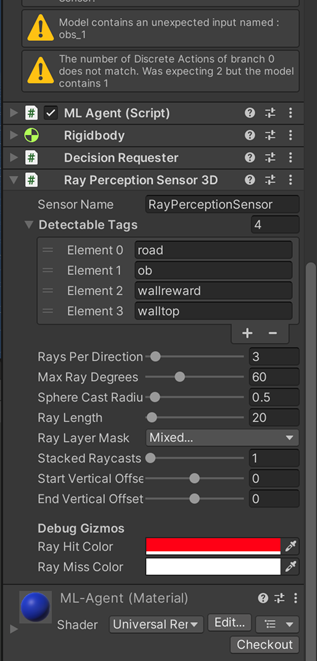 Model contains an unexpected input named :
obs_1
The number of Discrete Actions of branch 0
does not match. Was expecting 2 but the model
contains 1
ML Agent (Script)
Rigidbody
Decision Requester
Ray Perception Sensor 3D
Sensor Name RayPerceptionSensor
Detectable Tags 4
Element 0 road
Element 1 ob
Element 2 wallreward
Element 3 walltop
+ −
Rays Per Direction 3
Max Ray Degrees 60
Sphere Cast Radiu 0.5
Ray Length 20
Ray Layer Mask Mixed...
Stacked Raycasts 1
Start Vertical Offse 0
End Vertical Offset 0
Debug Gizmos
Ray Hit Color
Ray Miss Color
ML-Agent (Material)
Shader Universal Rer Edit...
Checkout